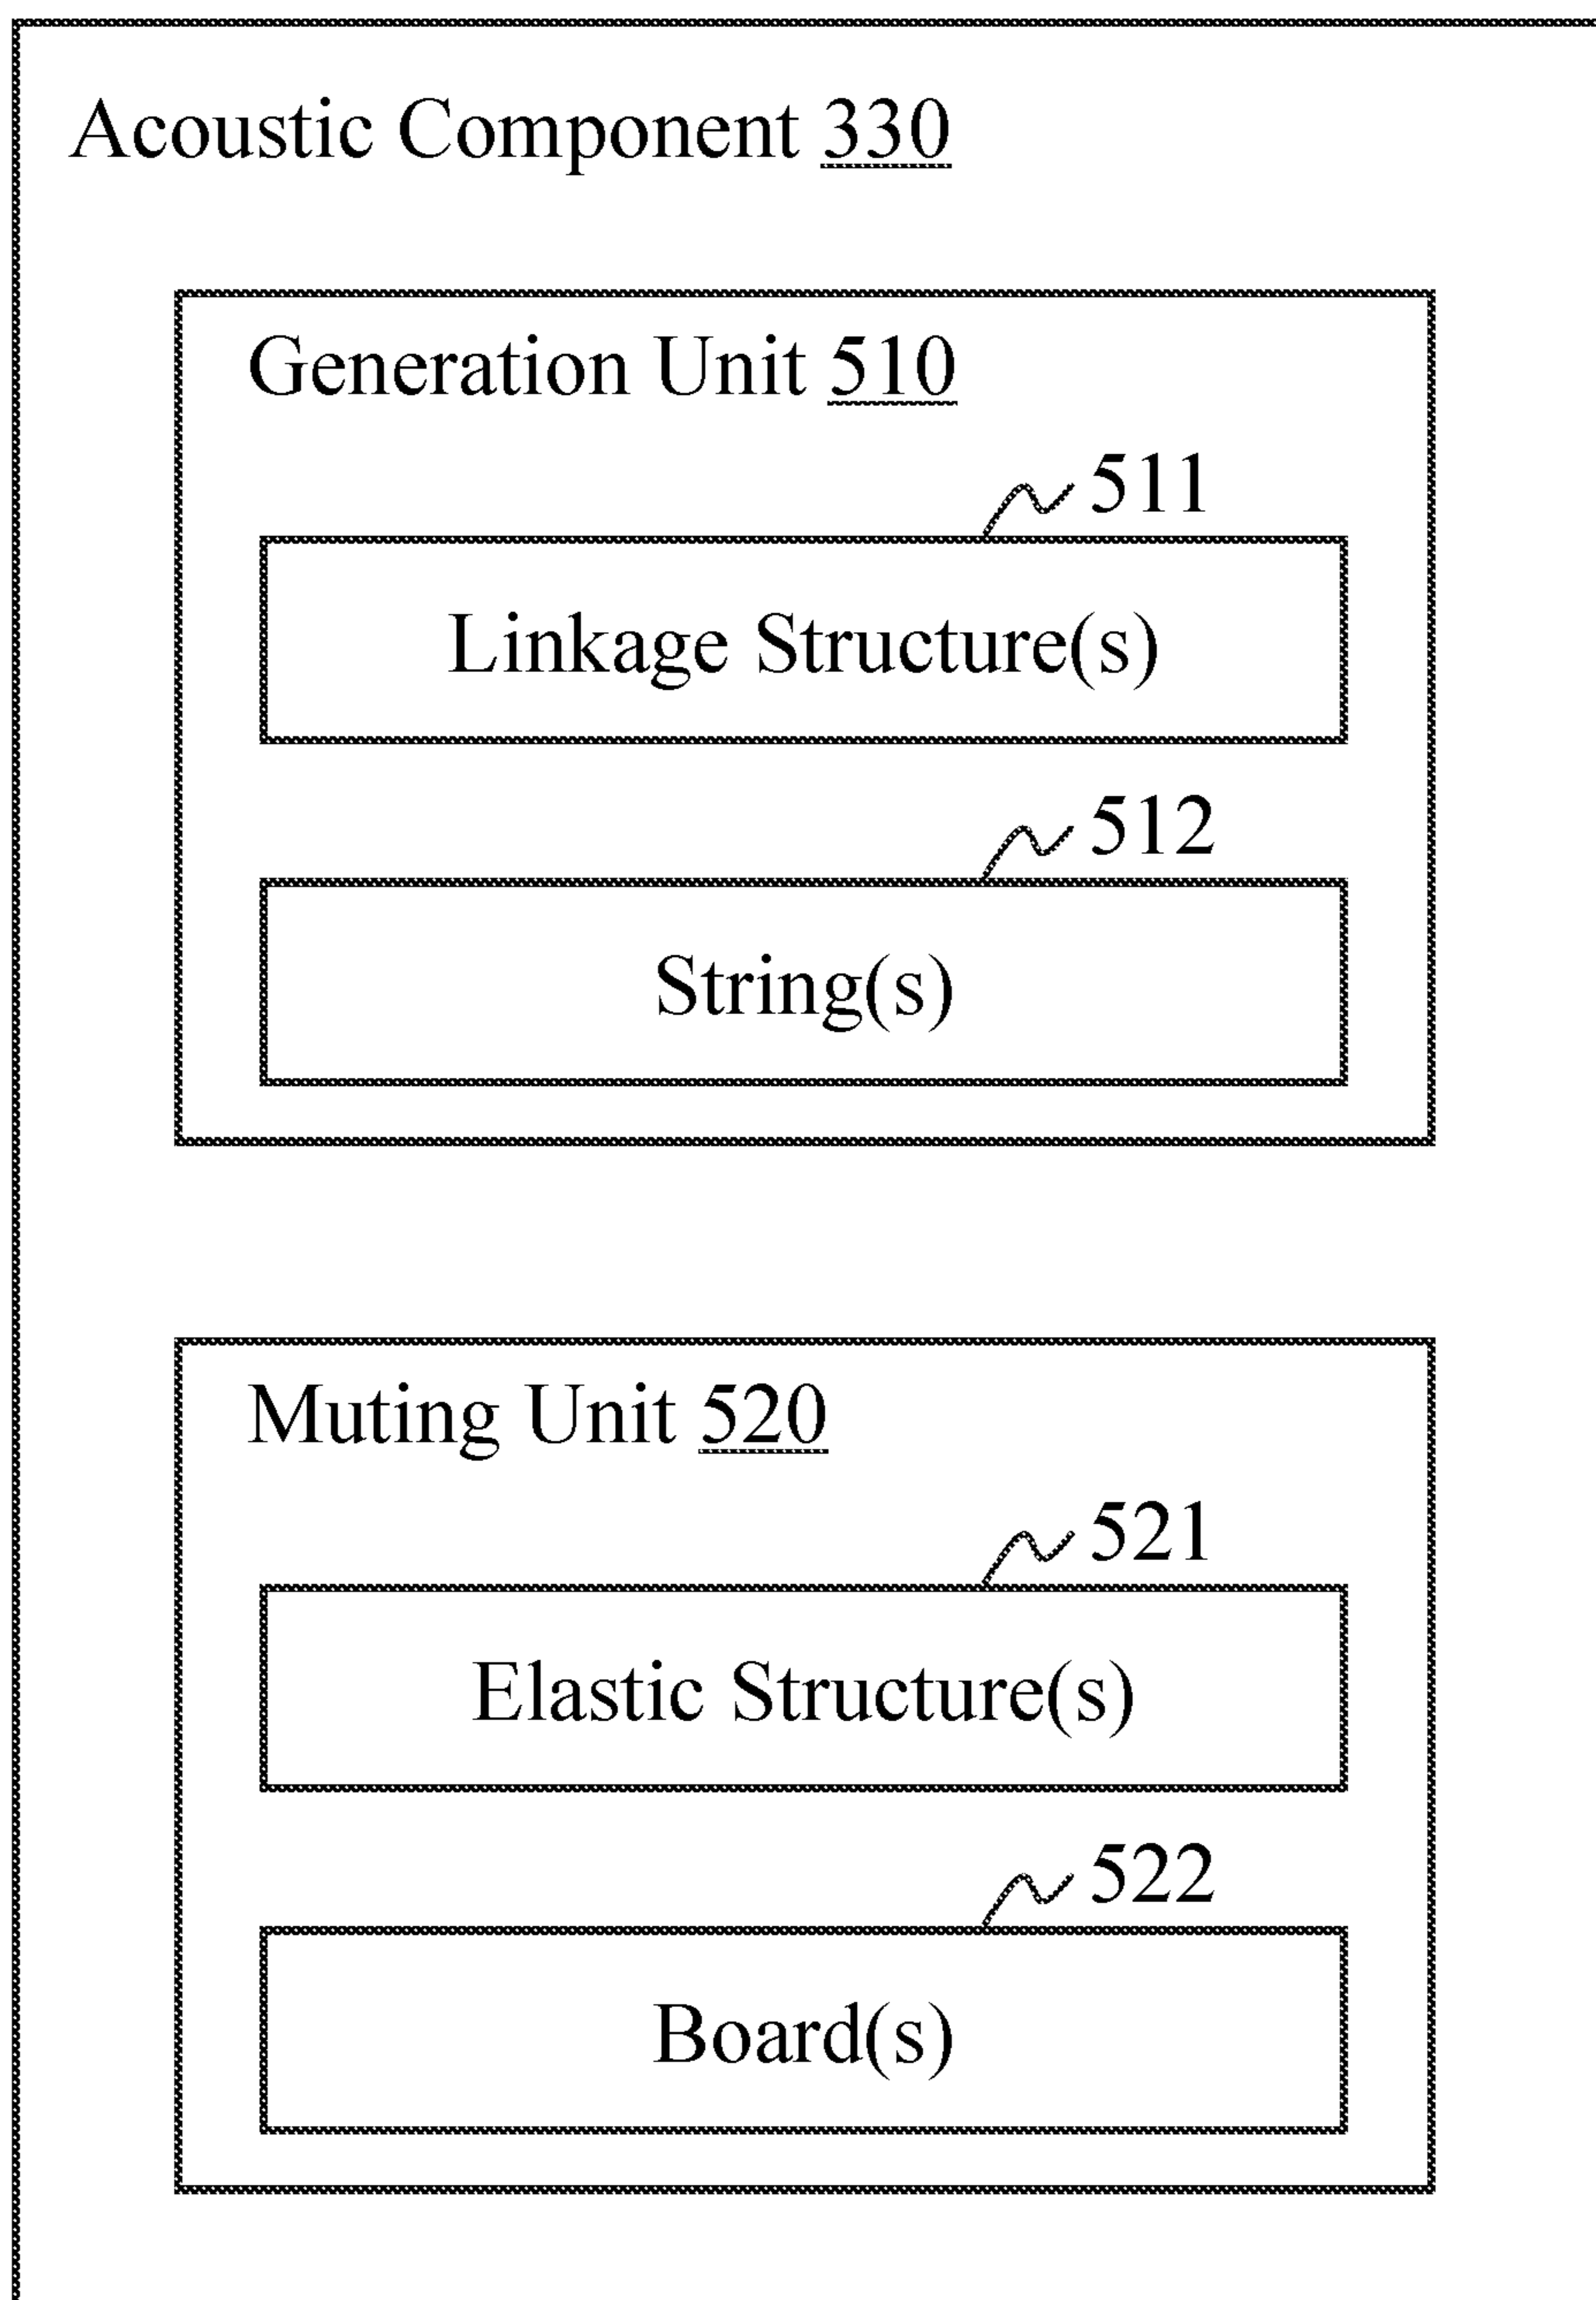 Acoustic Component 330
Generation Unit 510
511
Linkage Structure(s)
512
String(s)
Muting Unit 520
521
Elastic Structure(s)
522
Board(s)